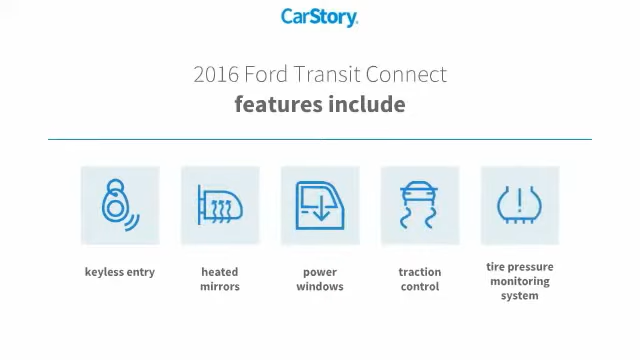 CarStory.
2016 Ford Transit Connect
features include
keyless entry
heated
mirrors
power
windows
traction
control
tire pressure
monitoring
system